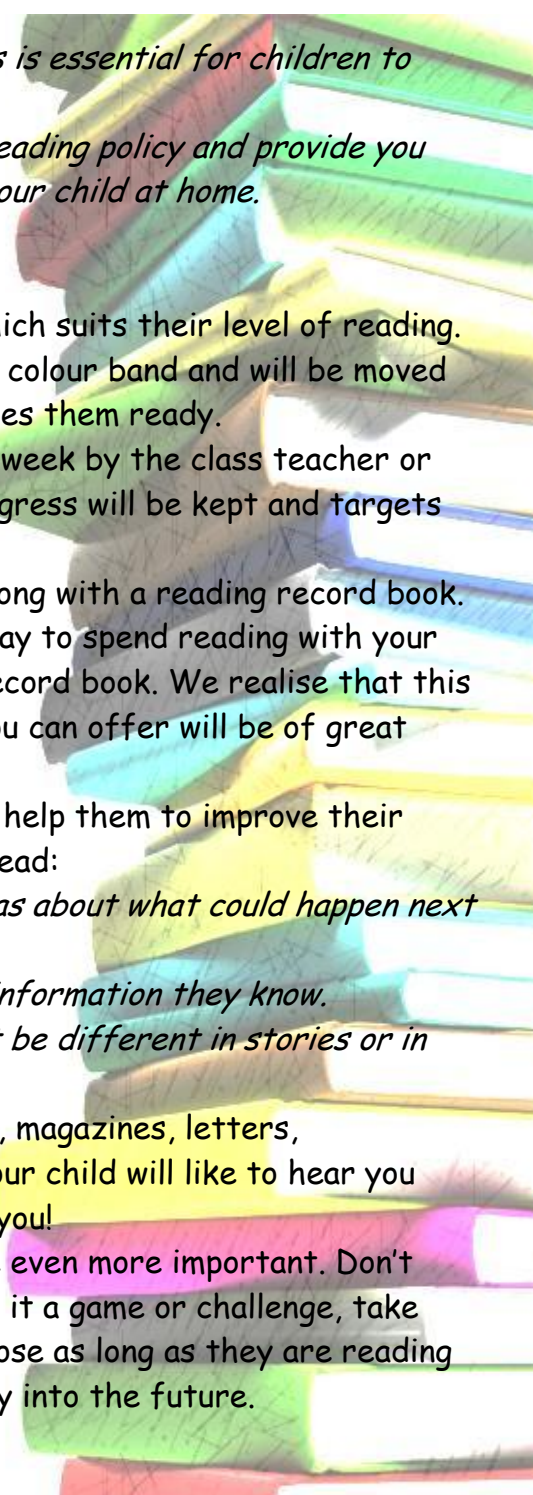 s is essential for children to
eading policy and provide you
our child at home.
ich suits their level of reading.
colour band and will be moved
es them ready.
week by the class teacher or
gress will be kept and targets
ong with a reading record book.
ay to spend reading with your
ecord book. We realise that this
ou can offer will be of great
help them to improve their
ead:
as about what could happen next
information they know.
t be different in stories or in
, magazines, letters,
our child will like to hear you
you!
even more important. Don't
it a game or challenge, take
ose as long as they are reading
y into the future.